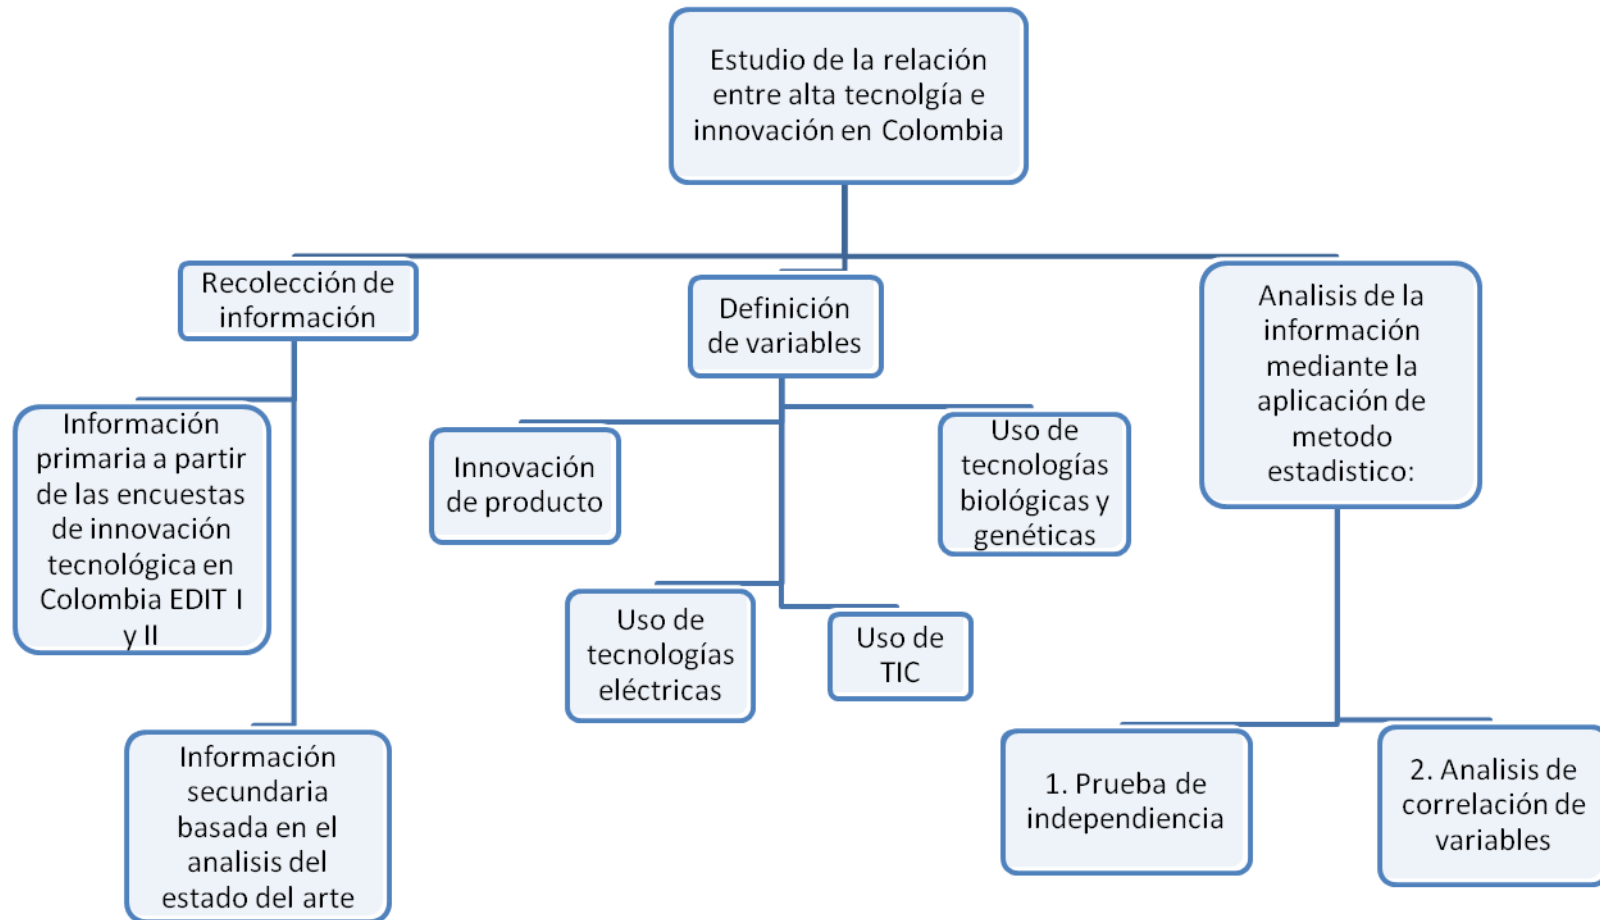 Estudio de la relación
entre alta tecnolgía e
innovación en Colombia
Recolección de
información
Definición
de variables
Analisis de la
información
mediante la
aplicación de
metodo
estadistico:
Información
primaria a partir
de las encuestas
de innovación
tecnológica en
Colombia EDIT I
y II
Innovación
de producto
Uso de
tecnologías
biológicas y
genéticas
Uso de
tecnologías
eléctricas
Uso de
TIC
Información
secundaria
basada en el
analisis del
estado del arte
1. Prueba de
independiencia
2. Analisis de
correlación de
variables